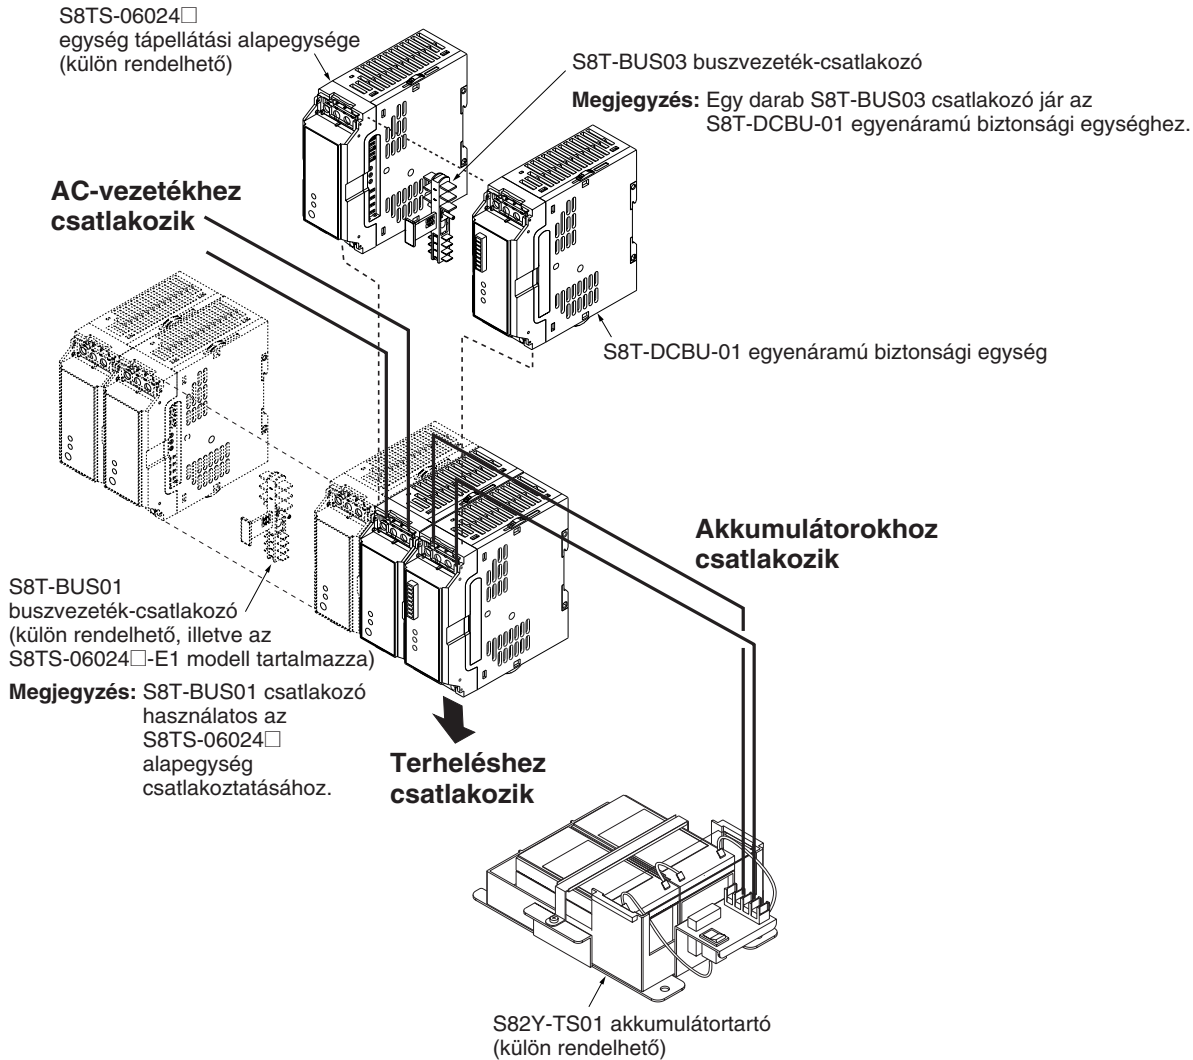 S8TS-06024□
egység tápellátási alapegysége
(külön rendelhető)
S8T-BUS03 buszvezeték-csatlakozó
Megjegyzés: Egy darab S8T-BUS03 csatlakozó jár az
S8T-DCBU-01 egyenáramú biztonsági egységhez.
AC-vezetékhez
csatlakozik
S8T-DCBU-01 egyenáramú biztonsági egység
Akkumulátorokhoz
csatlakozik
S8T-BUS01
buszvezeték-csatlakozó
(külön rendelhető, illetve az
S8TS-06024□-E1 modell tartalmazza)
Megjegyzés: S8T-BUS01 csatlakozó
használatos az
S8TS-06024□
alapegység
csatlakoztatásához.
Terheléshez
csatlakozik
S82Y-TS01 akkumulátortartó
(külön rendelhető)